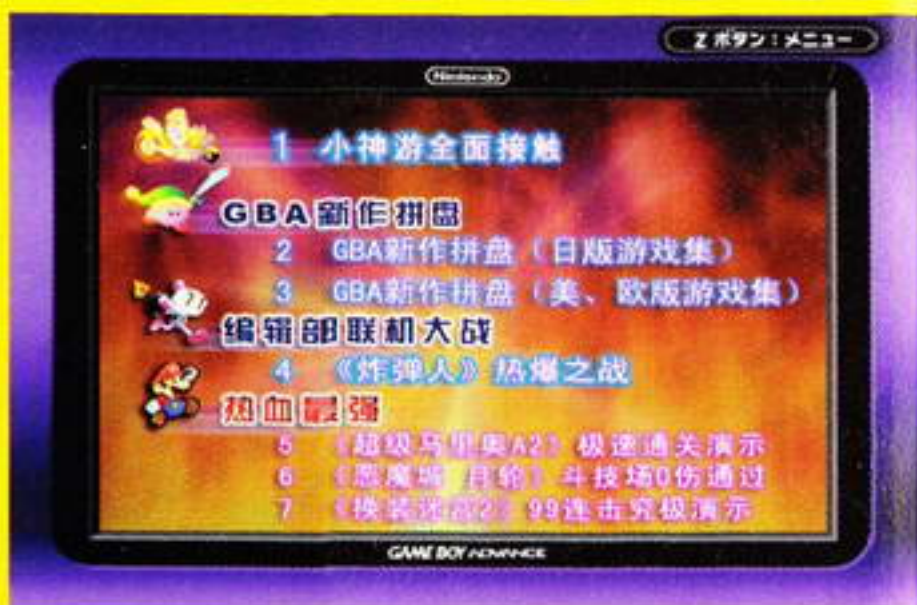 Z ボタン：メニュー
Nintendo
1 小神游全面接触
GBA新作拼盘
2 GBA新作拼盘（日版游戏集）
3 GBA新作拼盘（美、欧版游戏集）
编辑部联机大战
4 《炸弹人》热爆之战
热血最强
5 《超级马里奥A2》极速通关演示
6 《恶魔城 月轮》斗技场0伤通过
7 《换装迷宫2》99连击究极演示
GAME BOY ADVANCE